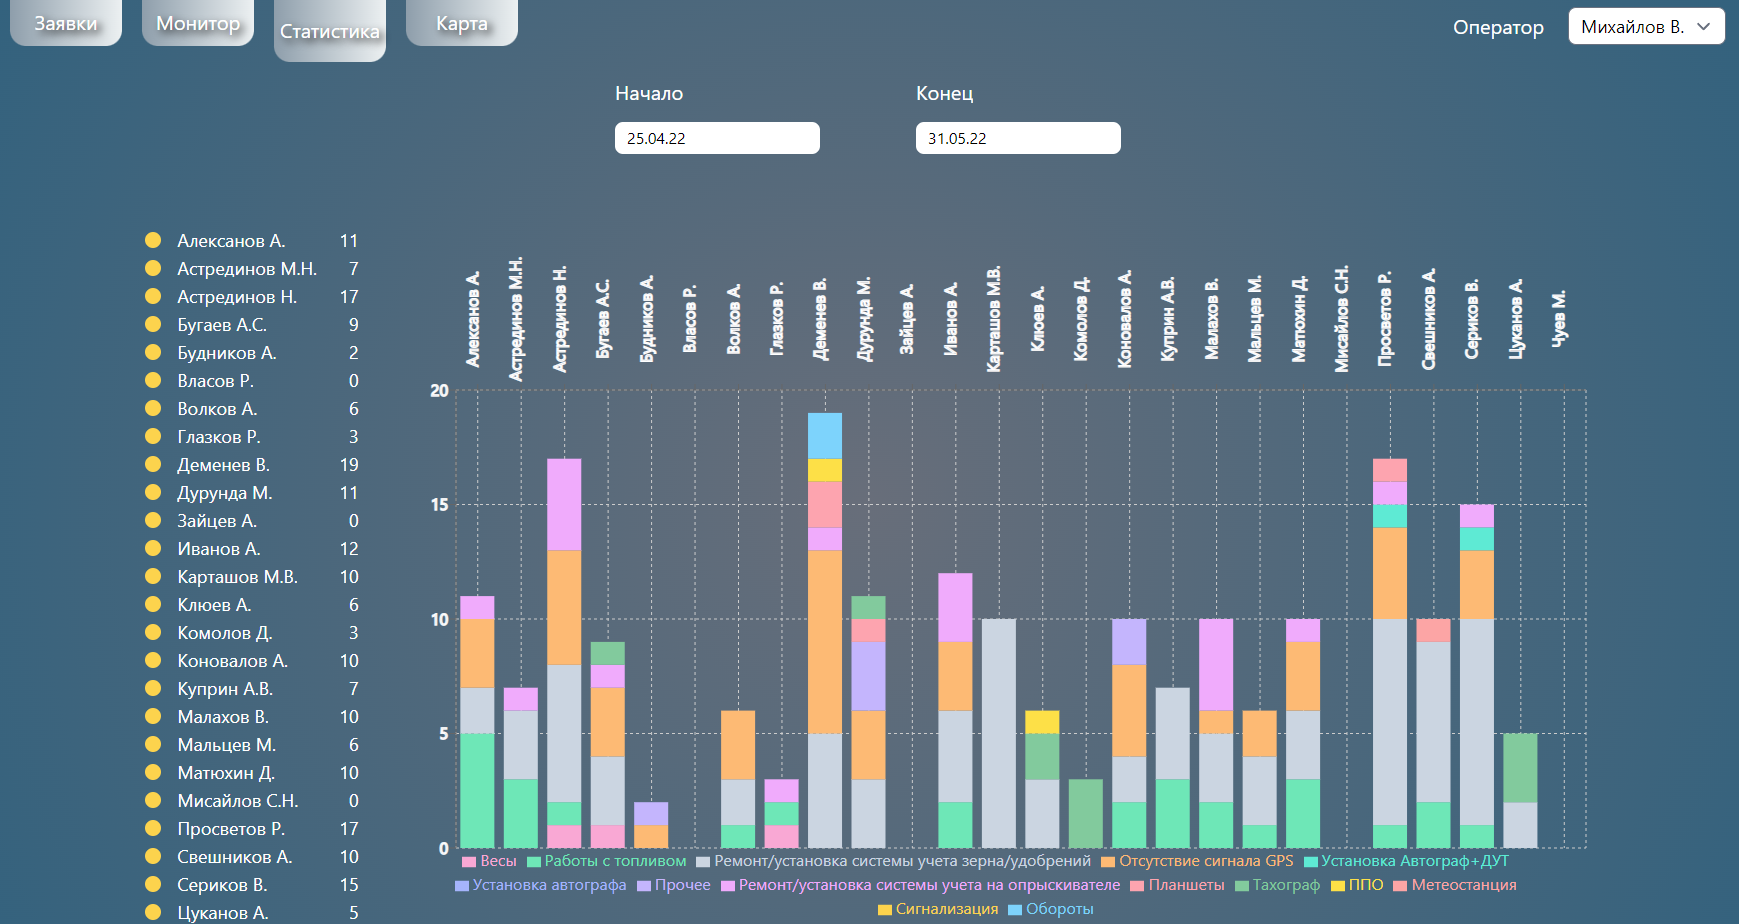 Заявки
Монитор
Статистика
Карта
Оператор
Михайлов В.
Начало
Конец
25.04.22
31.05.22
Алексанов А. 11
Астрединов М.Н. 7
Астрединов Н. 17
Бугаев А.С. 9
Будников А. 2
Власов Р. 0
Волков А. 6
Глазков Р. 3
Деменев В. 19
Дурунда М. 11
Зайцев А. 0
Иванов А. 12
Карташов М.В. 10
Клюев А. 6
Комолов Д. 3
Коновалов А. 10
Куприн А.В. 7
Малахов В. 10
Мальцев М. 6
Матюхин Д. 10
Мисайлов С.Н. 0
Просветов Р. 17
Свешников А. 10
Сериков В. 15
Цуканов А. 5
Алексанов А.
Астрединов М.Н.
Астрединов Н.
Бугаев А.С.
Будников А.
Власов Р.
Волков А.
Глазков Р.
Деменев В.
Дурунда М.
Зайцев А.
Иванов А.
Карташов М.В.
Клюев А.
Комолов Д.
Коновалов А.
Куприн А.В.
Малахов В.
Мальцев М.
Матюхин Д.
Мисайлов С.Н.
Просветов Р.
Свешников А.
Сериков В.
Цуканов А.
Чуев М.
20
15
10
5
0
Весы Работы с топливом Ремонт/установка системы учета зерна/удобрений Отсутствие сигнала GPS Установка Автограф+ДУТ
Установка автографа Прочее Ремонт/установка системы учета на опрыскивателе Планшеты Тахограф ППО Метеостанция
Сигнализация Обороты